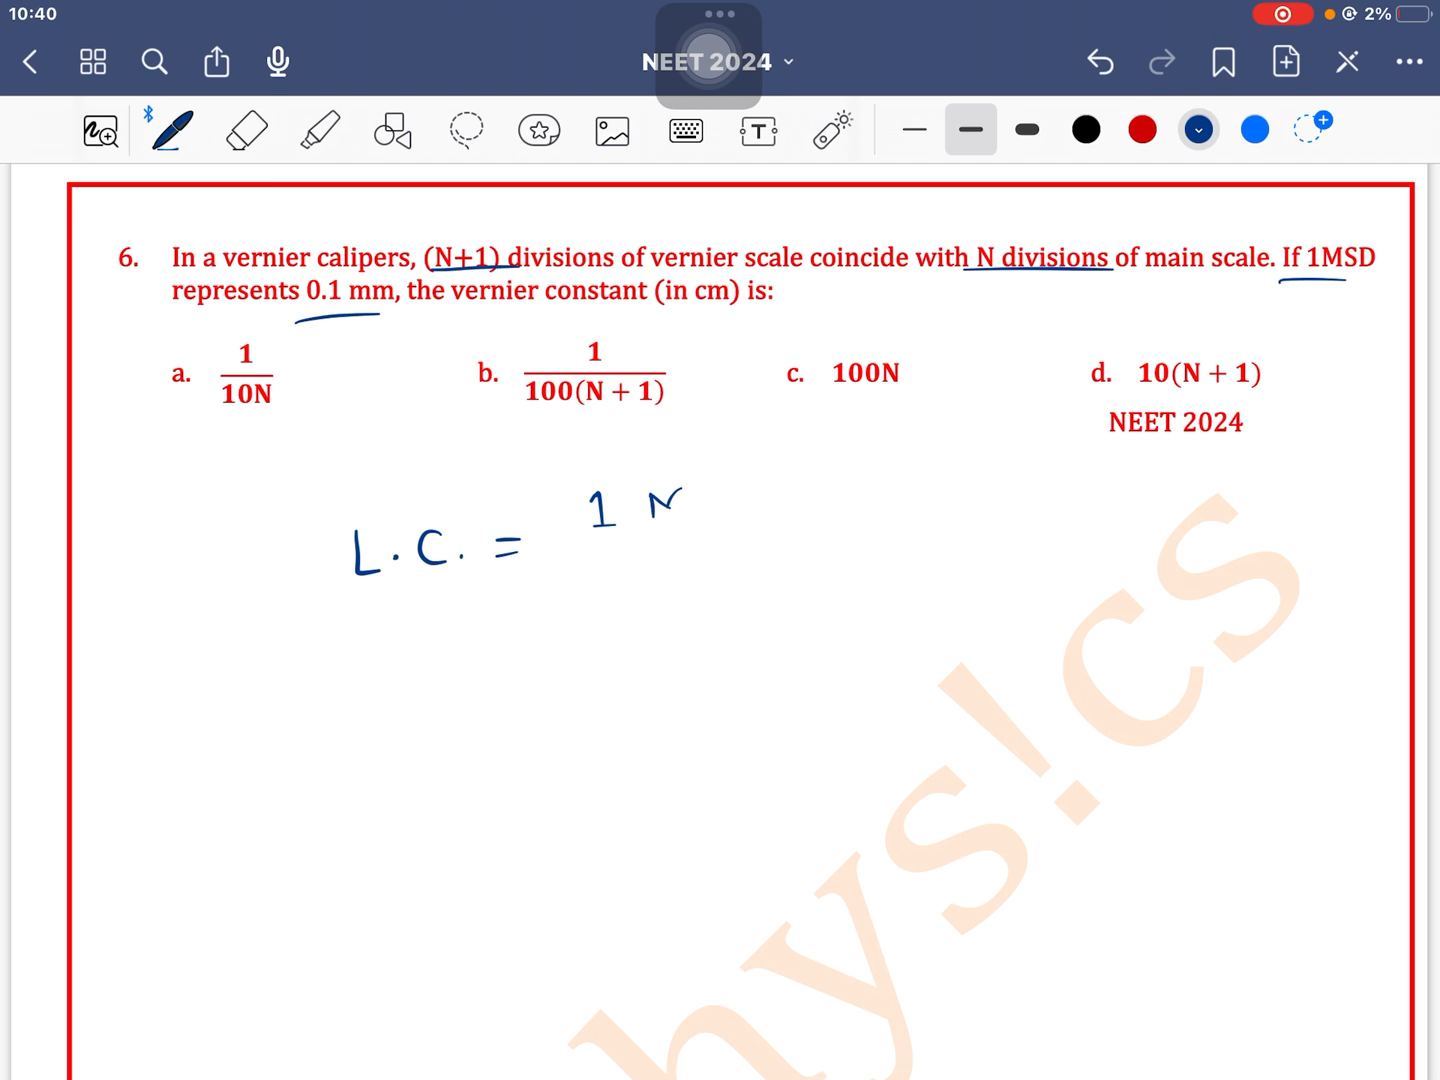 10:40
2%
NEET 2024
T
6. In a vernier calipers, (N+1) divisions of vernier scale coincide with N divisions of main scale. If 1MSD
represents 0.1 mm, the vernier constant (in cm) is:
a. 1/10N b. 1/100(N + 1) c. 100N d. 10(N + 1)
NEET 2024
L.C. = 1
hys!cs